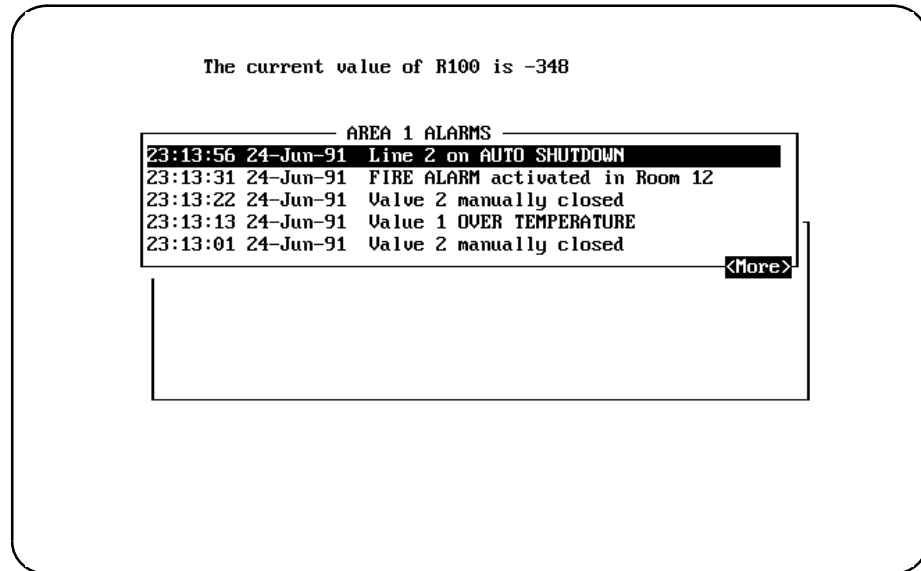 The current value of R100 is -348
AREA 1 ALARMS
23:13:56 24-Jun-91 Line 2 on AUTO SHUTDOWN
23:13:31 24-Jun-91 FIRE ALARM activated in Room 12
23:13:22 24-Jun-91 Valve 2 manually closed
23:13:13 24-Jun-91 Value 1 OVER TEMPERATURE
23:13:01 24-Jun-91 Valve 2 manually closed
<More>